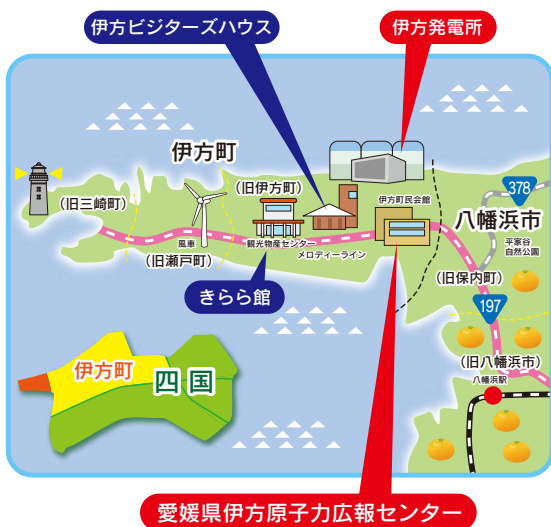 伊方ビジターズハウス
伊方発電所
伊方町
(旧三崎町)
(旧伊方町)
伊方町民会館
378
八幡浜市
平家谷
自然公園
風車
観光物産センター
メロディーライン
(旧瀬戸町)
(旧保内町)
きらら館
197
(旧八幡浜市)
八幡浜駅
伊方町
四国
愛媛県伊方原子力広報センター